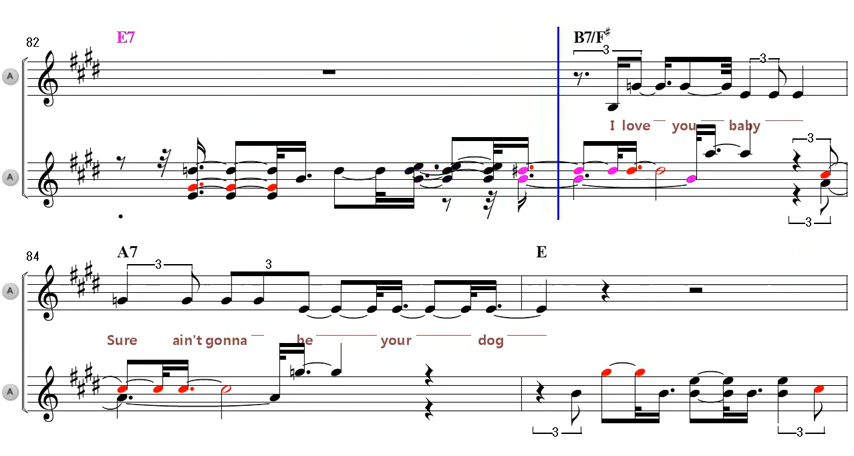 82 E7 B7/F♯
A 3 3
I love you baby
A 3
3
84 A7 E
3 3
A
Sure ain't gonna be your dog
A
3 3